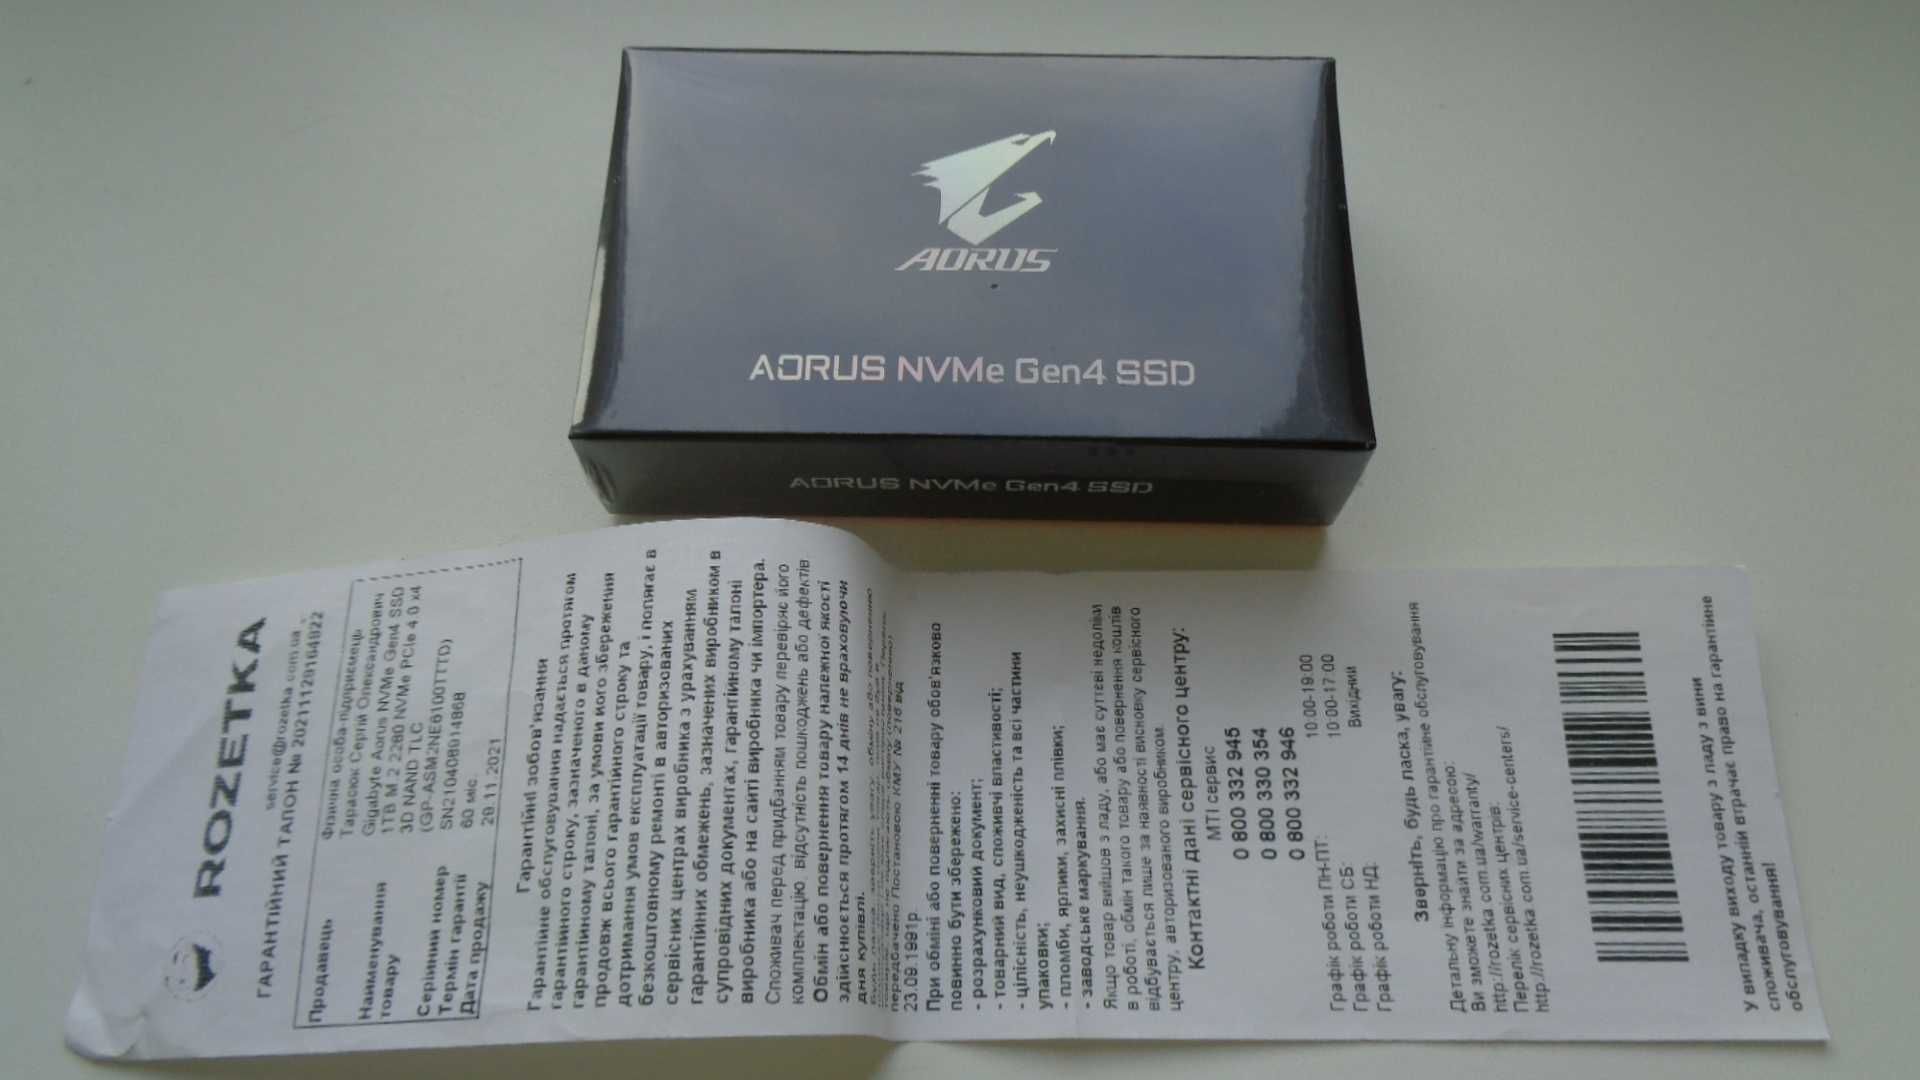 AORUS
AORUS NVMe Gen4 SSD
AORUS NVMe Gen4 SSD
ROZETKA
service@rozetka.com.ua
ГАРАНТІЙНИЙ ТАЛОН № 20211129164822
Продавець
Фізична особа-підприємець
Тарасюк Сергій Олександрович
Найменування
товару
Gigabyte Aorus NVMe Gen4 SSD
1TB M.2 2280 NVMe PCIe 4.0 x4
3D NAND TLC
(GP-ASM2NE6100TTTD)
Серійний номер
SN210408914868
Термін гарантії
60 міс.
Дата продажу
Гарантійні зобов'язання
Гарантійне обслуговування надається протягом
гарантійного строку, зазначеного в даному
гарантійному талоні, за умови його збереження
продовж всього гарантійного строку та
дотримання умов експлуатації товару, і полягає в
безкоштовному ремонті в авторизованих
сервісних центрах виробника з урахуванням
гарантійних обмежень, зазначених виробником в
супровідних документах, гарантійному талоні
виробника або на сайті виробника чи імпортера.
Споживач перед придбанням товару перевіряє його
комплектацію, відсутність пошкоджень або дефектів
Обмін або повернення товару належної якості
здійснюється протягом 14 днів не враховуючи
дня купівлі.
передбачено Постановою КМУ № від
При обміні або поверненні товару обов'язково
повинно бути збережено:
- розрахунковий документ;
- товарний вид, споживчі властивості;
- цілісність, неушкодженість та всі частини
упаковки;
- пломби, ярлики, захисні плівки;
- заводське маркування.
Якщо товар вийшов з ладу, або має суттєві недоліки
в роботі, обмін такого товару або повернення коштів
відбувається лише за наявності висновку сервісного
центру, авторизованого виробником.
Контактні дані сервісного центру:
МТІ сервис
0 800 332 945
0 800 330 354
0 800 332 946
Графік роботи ПН-ПТ: 10:00-19:00
Графік роботи СБ: 10:00-17:00
Графік роботи НД: Вихідний
Зверніть, будь ласка, увагу:
Детальну інформацію про гарантійне обслуговування
Ви зможете знайти за адресою:
http://rozetka.com.ua/warranty/
Перелік сервісних центрів:
http://rozetka.com.ua/service-centers/
У випадку виходу товару з ладу з вини
споживача, останній втрачає право на гарантійне
обслуговування!